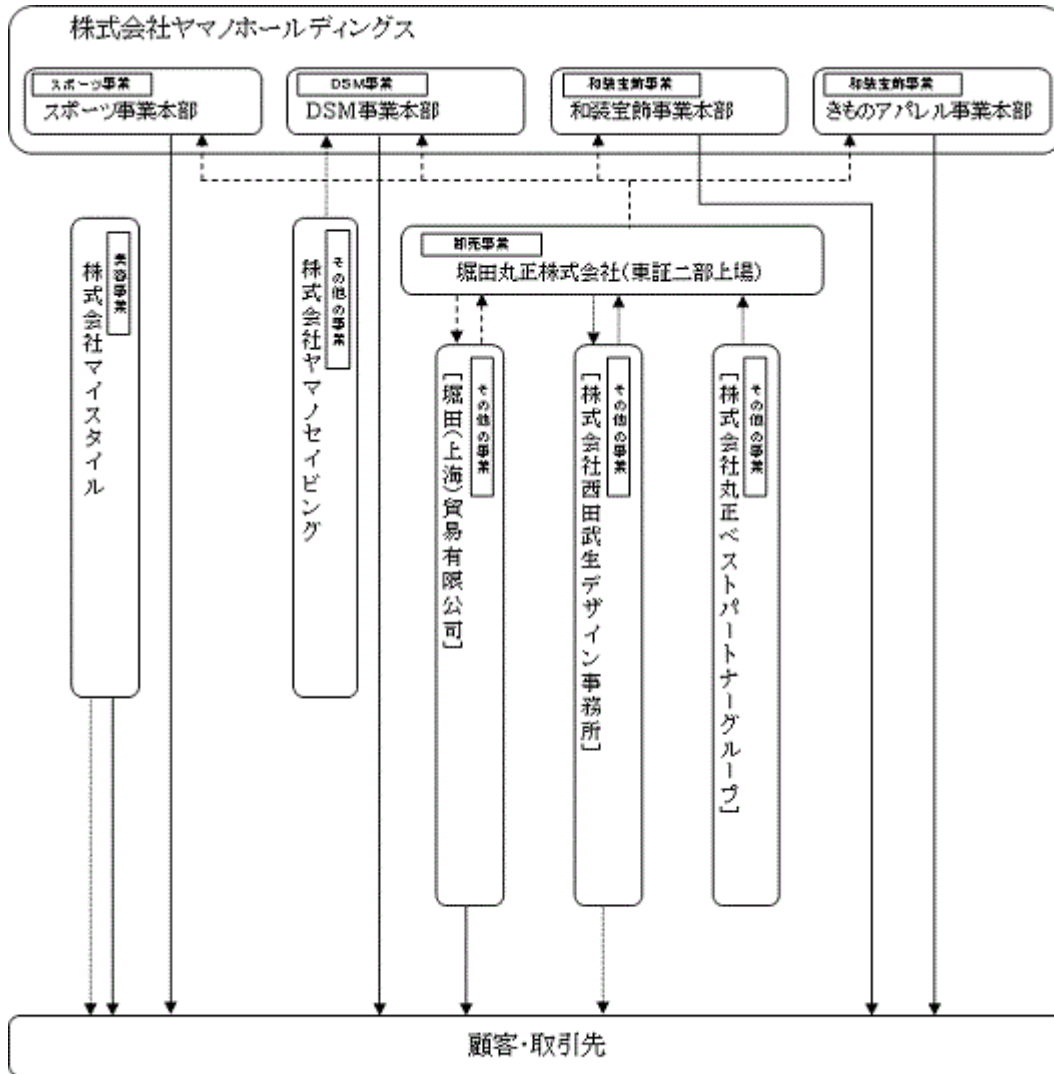 株式会社ヤマノホールディングス
スポーツ事業
スポーツ事業本部
DSM事業
DSM事業本部
和装宝飾事業
和装宝飾事業本部
和装宝飾事業
きものアパレル事業本部
美容事業
株式会社マイスタイル
その他の事業
株式会社ヤマノセイビング
卸売事業
堀田丸正株式会社(東証二部上場)
その他の事業
[堀田(上海)貿易有限公司]
その他の事業
[株式会社西田武生デザイン事務所]
その他の事業
[株式会社丸正ベストパートナーグループ]
顧客・取引先